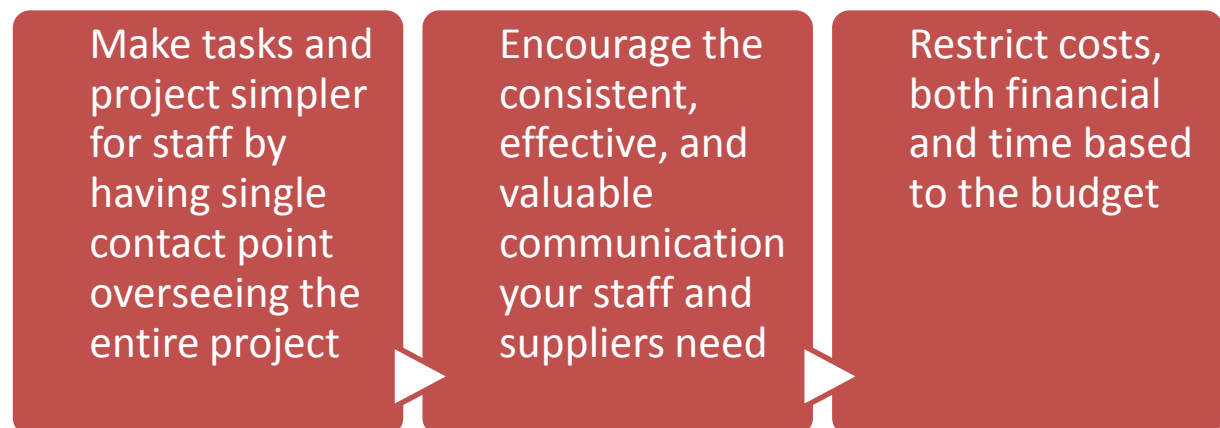 Make tasks and
project simpler
for staff by
having single
contact point
overseeing the
entire project
Encourage the
consistent,
effective, and
valuable
communication
your staff and
suppliers need
Restrict costs,
both financial
and time based
to the budget